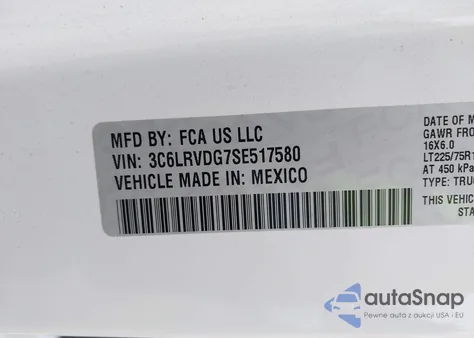 MFD BY: FCA US LLC
VIN: 3C6LRVDG7SE517580
VEHICLE MADE IN: MEXICO
DATE OF M
GAWR FRO
16X6.0
LT225/75R1
AT 450 kPa
TYPE: TRU
THIS VEHIC
STA
autoSnap
Pewne auta z aukcji USA i EU